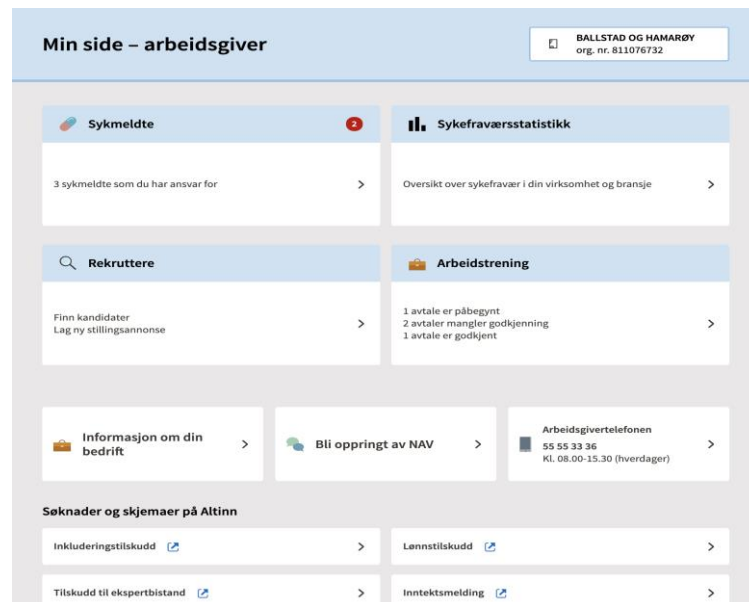 Min side – arbeidsgiver
BALLSTAD OG HAMARØY
org. nr. 811076732
Sykmeldte
2
3 sykmeldte som du har ansvar for
Sykefraværsstatistikk
Oversikt over sykefravær i din virksomhet og bransje
Rekruttere
Finn kandidater
Lag ny stillingsannonse
Arbeidstrening
1 avtale er påbegynt
2 avtaler mangler godkjenning
1 avtale er godkjent
Informasjon om din
bedrift
Bli oppringt av NAV
Arbeidsgivertelefonen
55 55 33 36
Kl. 08.00-15.30 (hverdager)
Søknader og skjemaer på Altinn
Inkluderingstilskudd
Lønnstilskudd
Tilskudd til ekspertbistand
Inntektsmelding